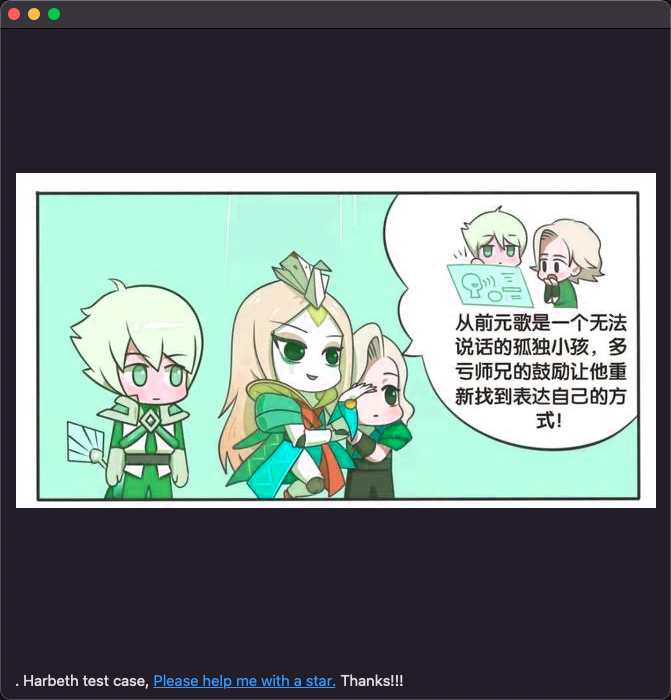 从前元歌是一个无法
说话的孤独小孩，多
亏师兄的鼓励让他重
新找到表达自己的方
式！
. Harbeth test case, Please help me with a star. Thanks!!!